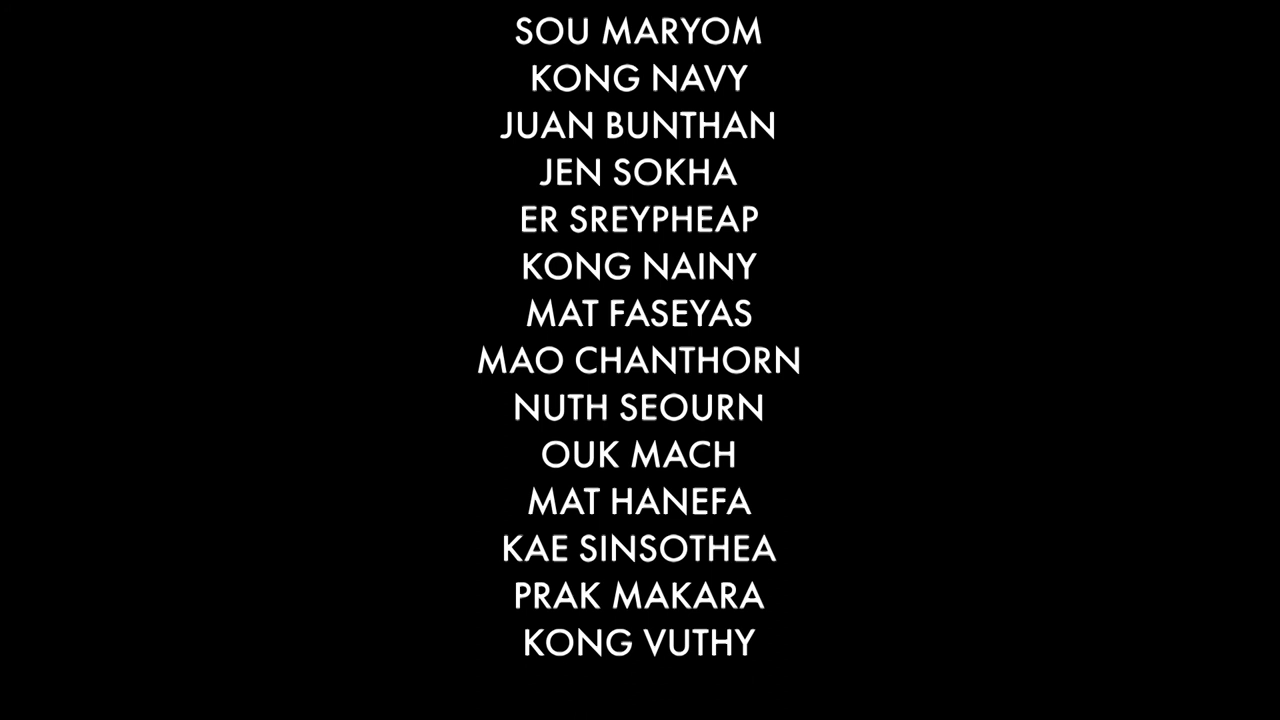 SOU MARYOM
KONG NAVY
JUAN BUNTHAN
JEN SOKHA
ER SREYPHEAP
KONG NAINY
MAT FASEYAS
MAO CHANTHORN
NUTH SEOURN
OUK MACH
MAT HANEFA
KAE SINSOTHEA
PRAK MAKARA
KONG VUTHY